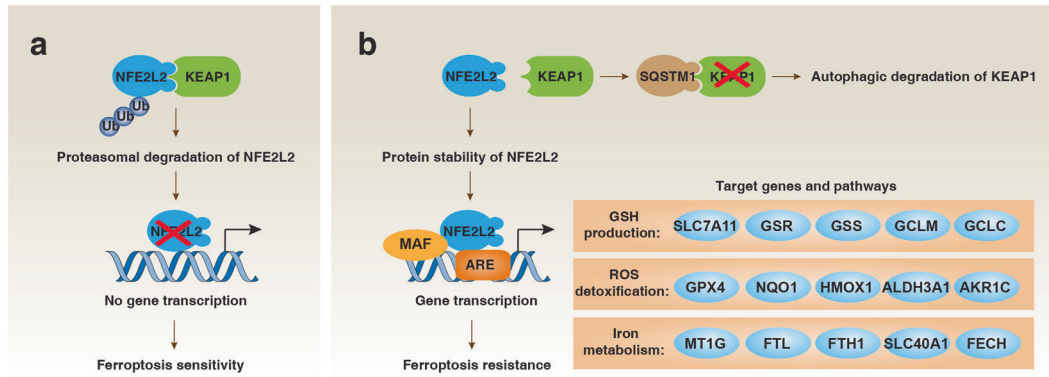 a
NFE2L2 KEAP1
Ub
Ub
Ub
Proteasomal degradation of NFE2L2
NFE2L2
No gene transcription
Ferroptosis sensitivity
b
NFE2L2 KEAP1 SQSTM1 KEAP1 Autophagic degradation of KEAP1
Protein stability of NFE2L2
MAF NFE2L2
ARE
Gene transcription
Ferroptosis resistance
Target genes and pathways
GSH
production: SLC7A11 GSR GSS GCLM GCLC
ROS
detoxification: GPX4 NQO1 HMOX1 ALDH3A1 AKR1C
Iron
metabolism: MT1G FTL FTH1 SLC40A1 FECH